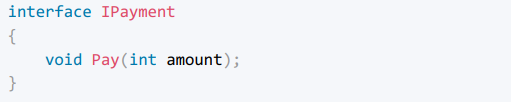 interface IPayment
{
    void Pay(int amount);
}